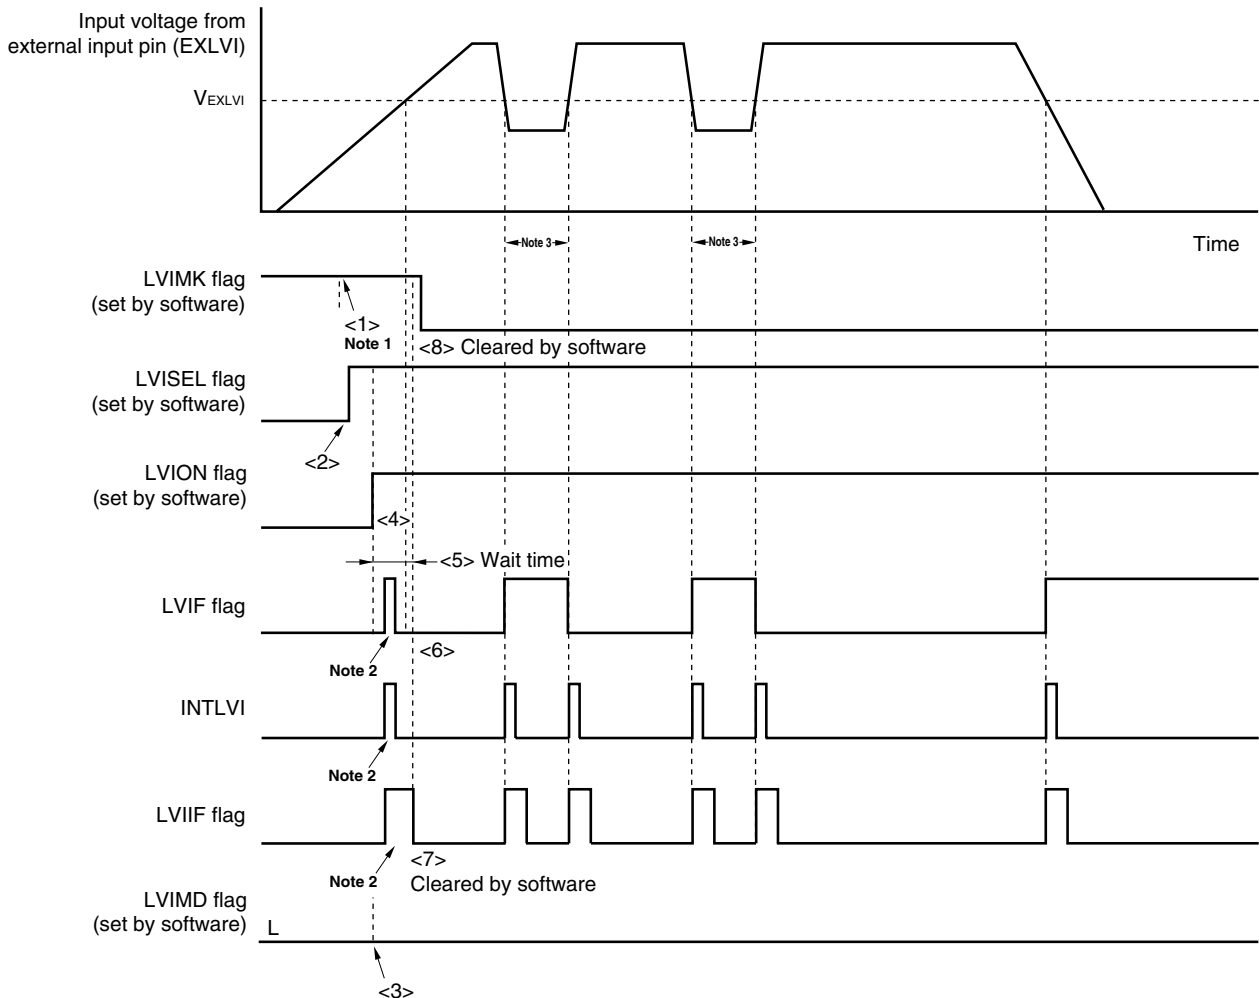 Input voltage from
external input pin (EXLVI)
VEXLVI
Note 3
Note 3
Time
LVIMK flag
(set by software)
<1>
Note 1
<8> Cleared by software
LVISEL flag
(set by software)
<2>
LVION flag
(set by software)
<4>
<5> Wait time
LVIF flag
Note 2
<6>
INTLVI
Note 2
LVIIF flag
Note 2
<7>
Cleared by software
LVIMD flag
(set by software)
L
<3>